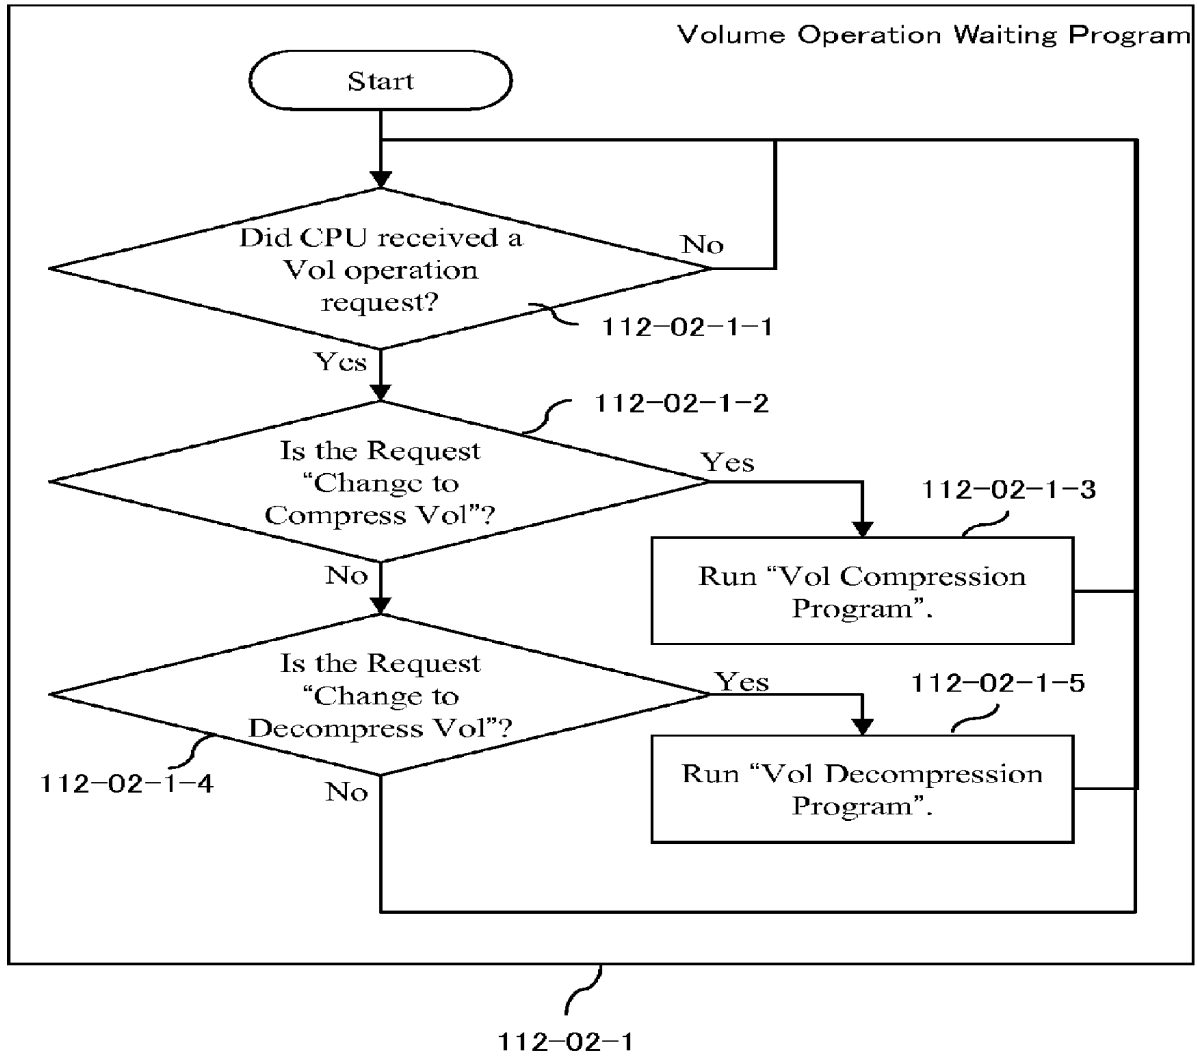 Volume Operation Waiting Program
Start
Did CPU received a
Vol operation
request?
No
112-02-1-1
Yes
112-02-1-2
Is the Request
“Change to
Compress Vol”?
Yes
112-02-1-3
Run “Vol Compression
Program”.
No
Is the Request
“Change to
Decompress Vol”?
Yes
112-02-1-5
Run “Vol Decompression
Program”.
112-02-1-4
No
112-02-1